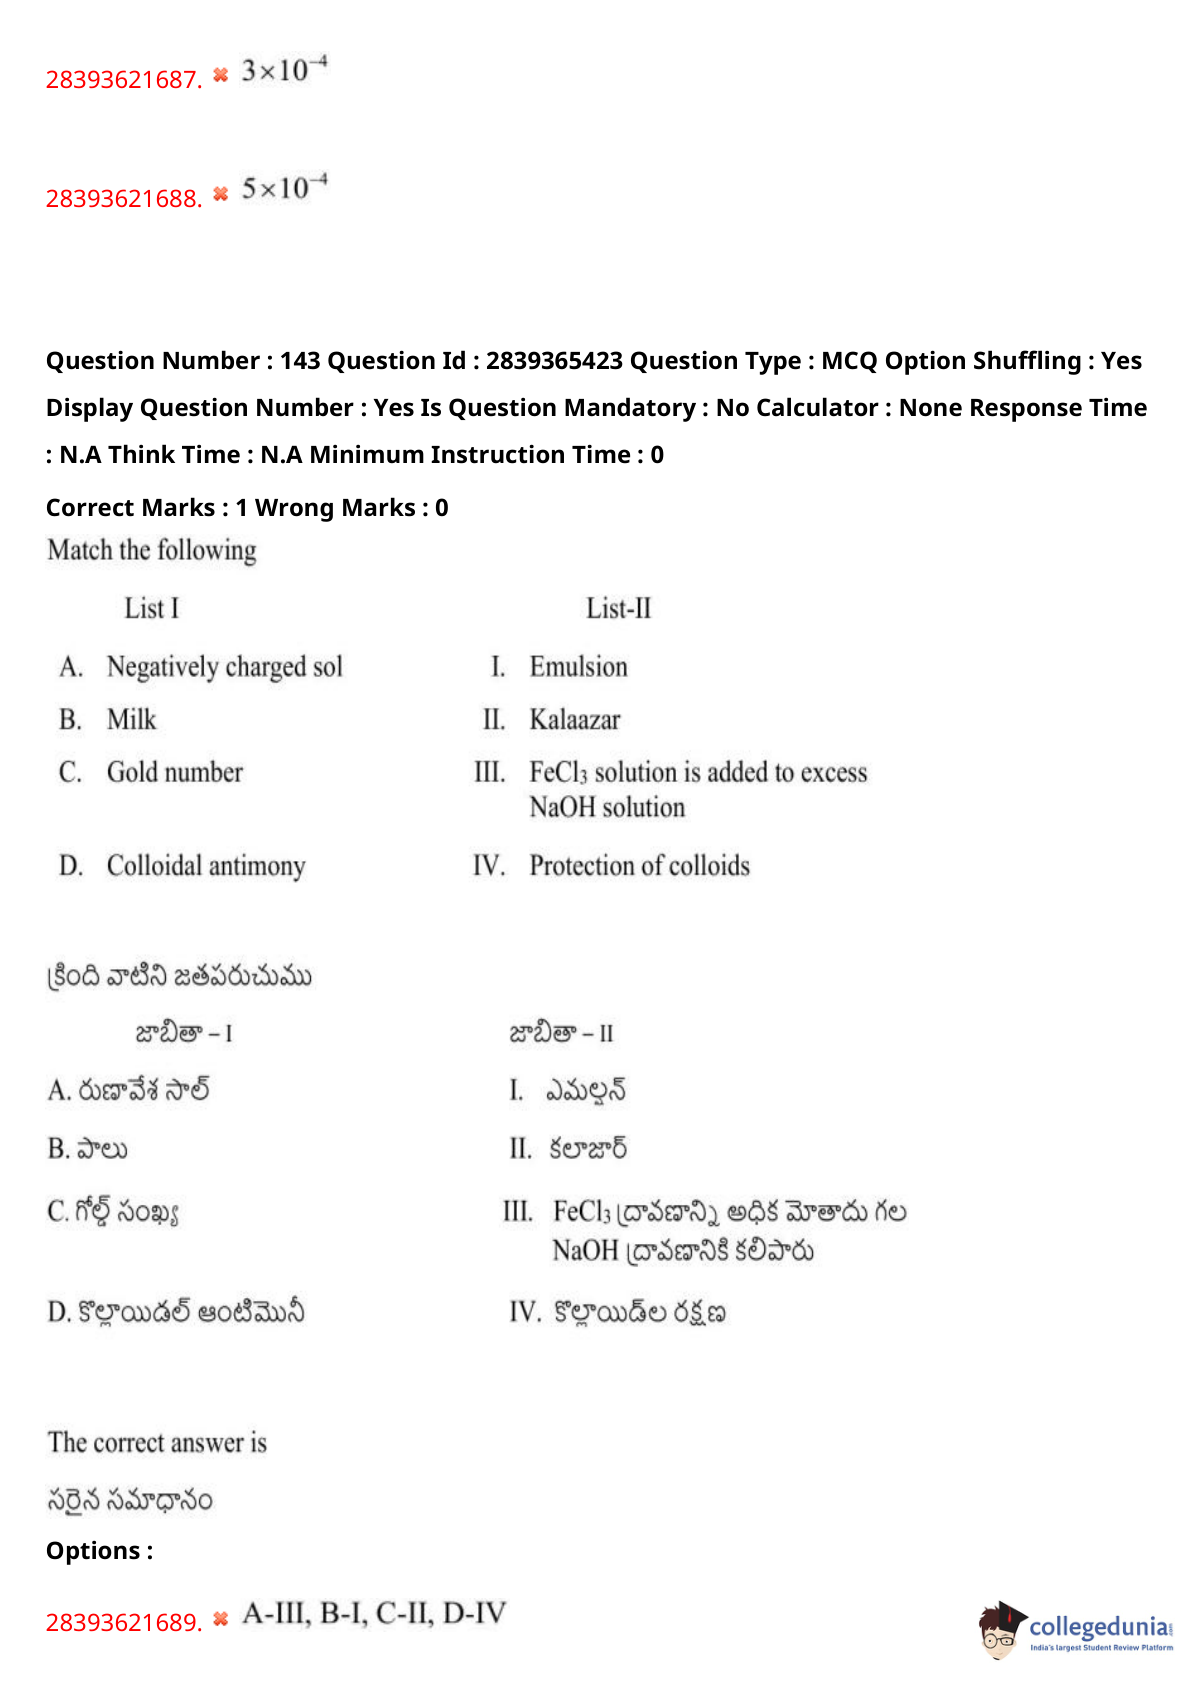 28393621687. ✖ 3×10⁻⁴
28393621688. ✖ 5×10⁻⁴
Question Number : 143 Question Id : 2839365423 Question Type : MCQ Option Shuffling : Yes
Display Question Number : Yes Is Question Mandatory : No Calculator : None Response Time
: N.A Think Time : N.A Minimum Instruction Time : 0
Correct Marks : 1 Wrong Marks : 0
Match the following
List I List-II
A. Negatively charged sol I. Emulsion
B. Milk II. Kalaazar
C. Gold number III. FeCl₃ solution is added to excess
NaOH solution
D. Colloidal antimony IV. Protection of colloids
క్రింది వాటిని జతపరుచుము
జాబితా – I జాబితా – II
A. రుణావేశ సాల్ I. ఎమల్షన్
B. పాలు II. కలాజార్
C. గోల్డ్ సంఖ్య III. FeCl₃ ద్రావణాన్ని అధిక మోతాదు గల
NaOH ద్రావణానికి కలిపారు
D. కొల్లాయిడల్ ఆంటిమొనీ IV. కొల్లాయిడ్‌ల రక్షణ
The correct answer is
సరైన సమాధానం
Options :
28393621689. ✖ A-III, B-I, C-II, D-IV
collegedunia.com
India's largest Student Review Platform